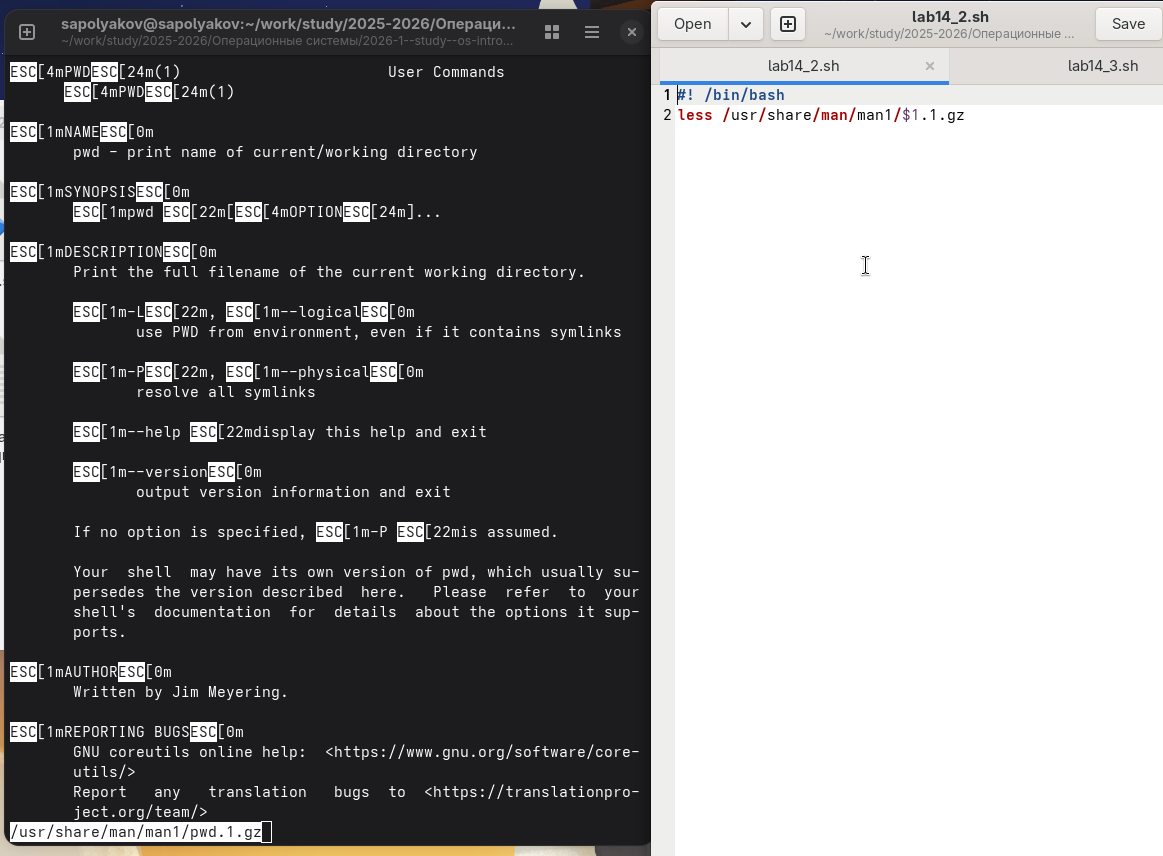 sapolyakov@sapolyakov:~/work/study/2025-2026/Операци...
~/work/study/2025-2026/Операционные системы/2026-1--study--os-intro...
ESC[4mPWDESC[24m(1) User Commands
ESC[4mPWDESC[24m(1)
ESC[1mNAMEESC[0m
pwd - print name of current/working directory
ESC[1mSYNOPSISESC[0m
ESC[1mpwd ESC[22m[ESC[4mOPTIONESC[24m]...
ESC[1mDESCRIPTIONESC[0m
Print the full filename of the current working directory.
ESC[1m-LESC[22m, ESC[1m--logicalESC[0m
use PWD from environment, even if it contains symlinks
ESC[1m-PESC[22m, ESC[1m--physicalESC[0m
resolve all symlinks
ESC[1m--help ESC[22mdisplay this help and exit
ESC[1m--versionESC[0m
output version information and exit
If no option is specified, ESC[1m-P ESC[22mis assumed.
Your shell may have its own version of pwd, which usually su-
persedes the version described here. Please refer to your
shell's documentation for details about the options it sup-
ports.
ESC[1mAUTHORESC[0m
Written by Jim Meyering.
ESC[1mREPORTING BUGSESC[0m
GNU coreutils online help: <https://www.gnu.org/software/core-
utils/>
Report any translation bugs to <https://translationpro-
ject.org/team/>
/usr/share/man/man1/pwd.1.gz
Open
lab14_2.sh
~/work/study/2025-2026/Операционные ...
Save
lab14_2.sh
lab14_3.sh
1 #! /bin/bash
2 less /usr/share/man/man1/$1.1.gz